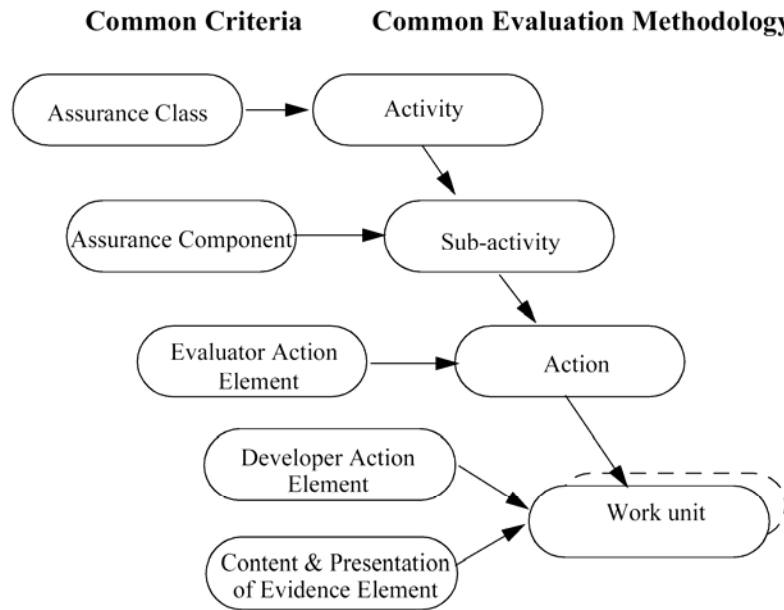 Common Criteria
Common Evaluation Methodology
Assurance Class
Activity
Assurance Component
Sub-activity
Evaluator Action
Element
Action
Developer Action
Element
Work unit
Content & Presentation
of Evidence Element